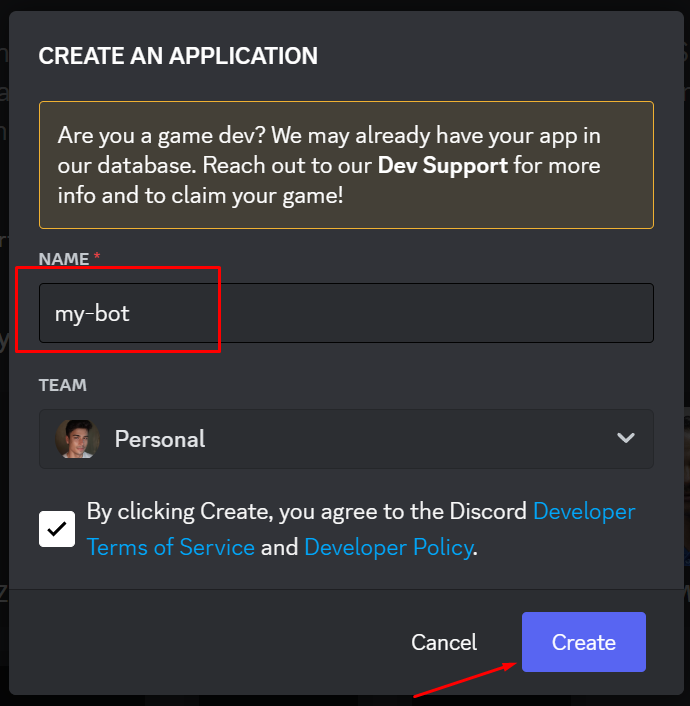 CREATE AN APPLICATION
Are you a game dev? We may already have your app in
our database. Reach out to our Dev Support for more
info and to claim your game!
NAME *
my-bot
TEAM
Personal
By clicking Create, you agree to the Discord Developer
Terms of Service and Developer Policy.
Cancel
Create